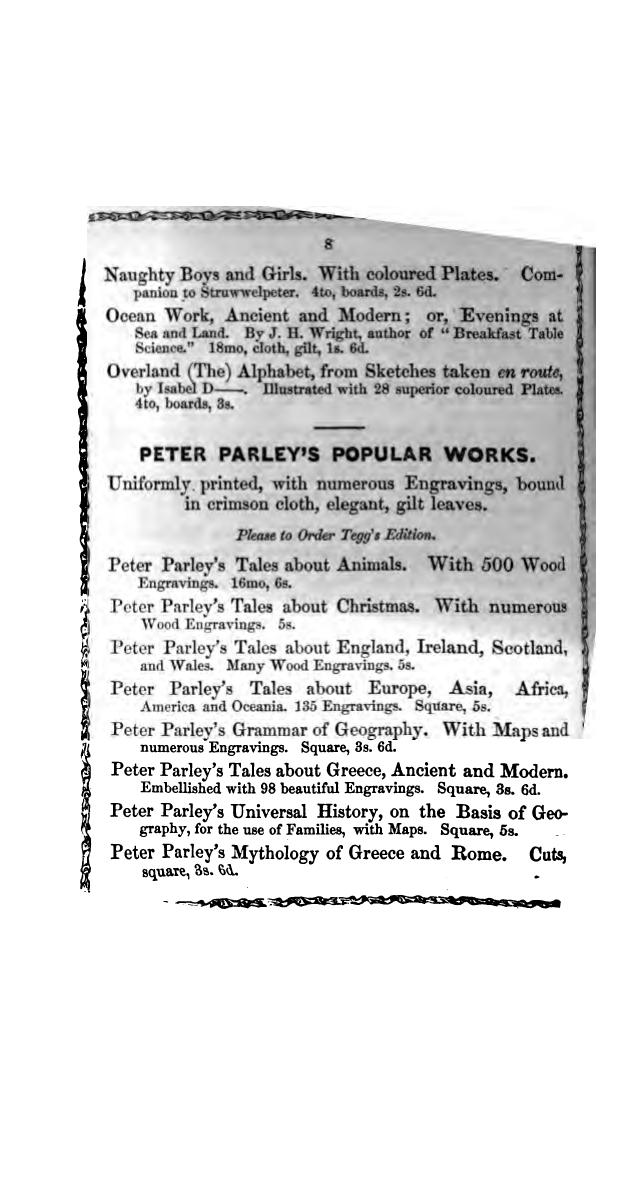 8
Naughty Boys and Girls. With coloured Plates. Com-
panion to Struwwelpeter. 4to, boards, 2s. 6d.
Ocean Work, Ancient and Modern; or, Evenings at
Sea and Land. By J. H. Wright, author of "Breakfast Table
Science." 18mo, cloth, gilt, 1s. 6d.
Overland (The) Alphabet, from Sketches taken en route,
by Isabel D——. Illustrated with 28 superior coloured Plates.
4to, boards, 3s.
PETER PARLEY'S POPULAR WORKS.
Uniformly printed, with numerous Engravings, bound
in crimson cloth, elegant, gilt leaves.
Please to Order Tegg's Edition.
Peter Parley's Tales about Animals. With 500 Wood
Engravings. 16mo, 6s.
Peter Parley's Tales about Christmas. With numerous
Wood Engravings. 5s.
Peter Parley's Tales about England, Ireland, Scotland,
and Wales. Many Wood Engravings. 5s.
Peter Parley's Tales about Europe, Asia, Africa,
America and Oceania. 135 Engravings. Square, 5s.
Peter Parley's Grammar of Geography. With Maps and
numerous Engravings. Square, 3s. 6d.
Peter Parley's Tales about Greece, Ancient and Modern.
Embellished with 98 beautiful Engravings. Square, 3s. 6d.
Peter Parley's Universal History, on the Basis of Geo-
graphy, for the use of Families, with Maps. Square, 5s.
Peter Parley's Mythology of Greece and Rome. Cuts,
square, 3s. 6d.